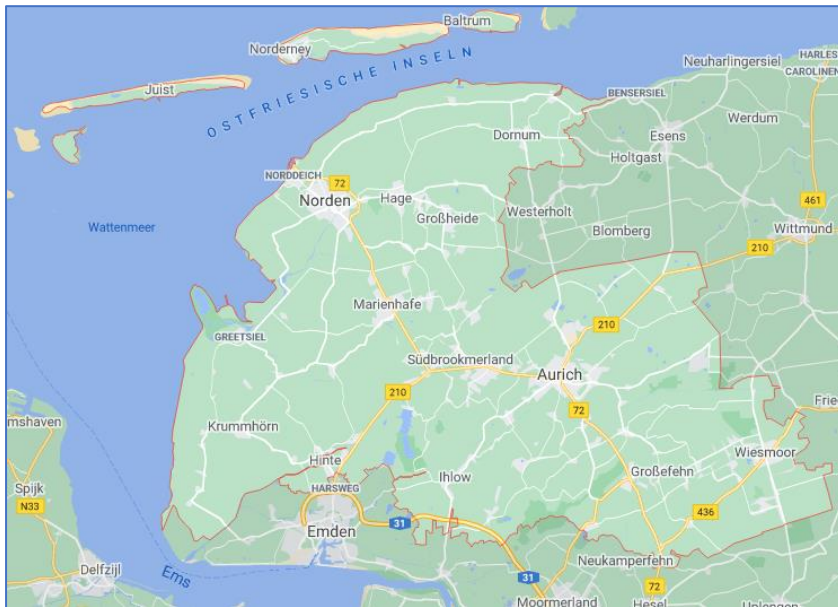 Baltrum
Norderney
OSTFRIESISCHE INSELN
Neuharlingersiel
HARLES
CAROLINEN
Juist
BENSERSIEL
Werdum
Dornum
Esens
Holtgast
NORDDEICH
72
Norden
Hage
Großheide
Westerholt
461
Wattenmeer
Blomberg
Wittmund
210
Marienhafe
GREETSIEL
210
Südbrookmerland
Aurich
210
72
Frie
Krummhörn
mshaven
Hinte
Wiesmoor
Ihlow
Großefehn
Spijk
HARSWEG
N33
436
31
Emden
Neukamperfehn
Delfzijl
Ems
31
72
Moormerland
Hesel
Uplengen